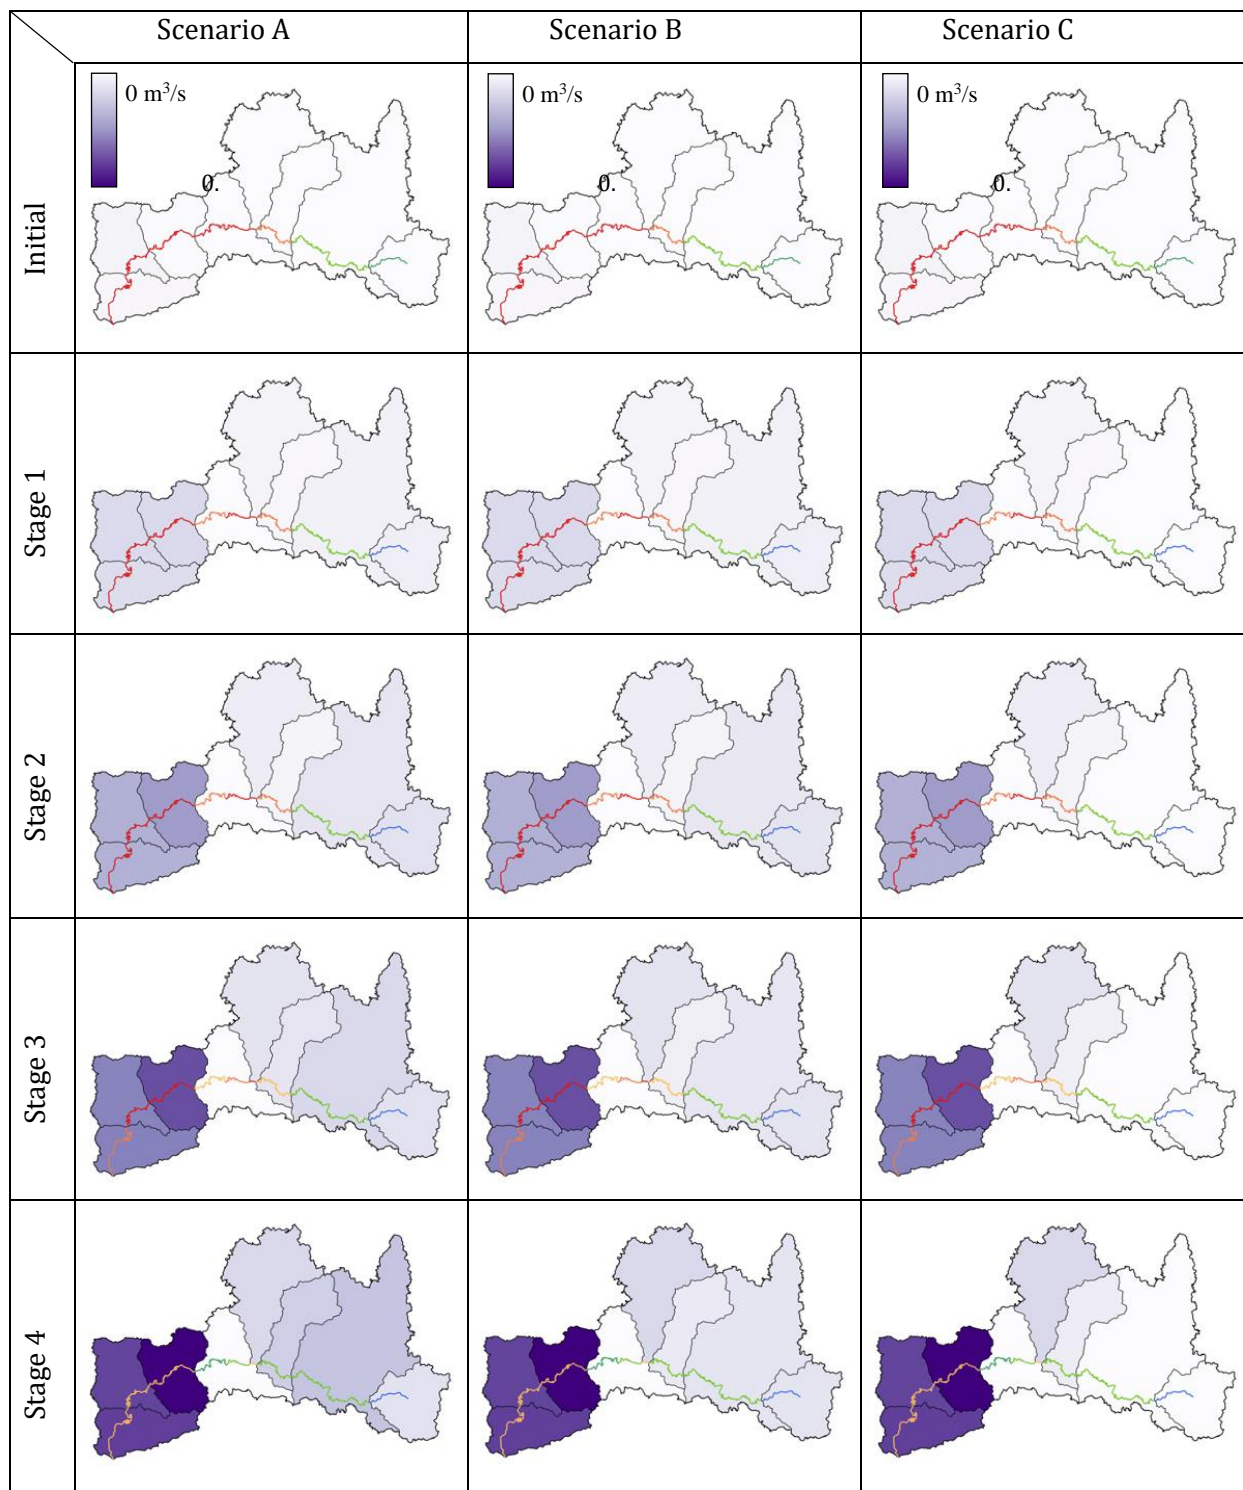 Scenario A
Scenario B
Scenario C
Initial
0 m³/s
0.
0 m³/s
0.
0 m³/s
0.
Stage 1
Stage 2
Stage 3
Stage 4